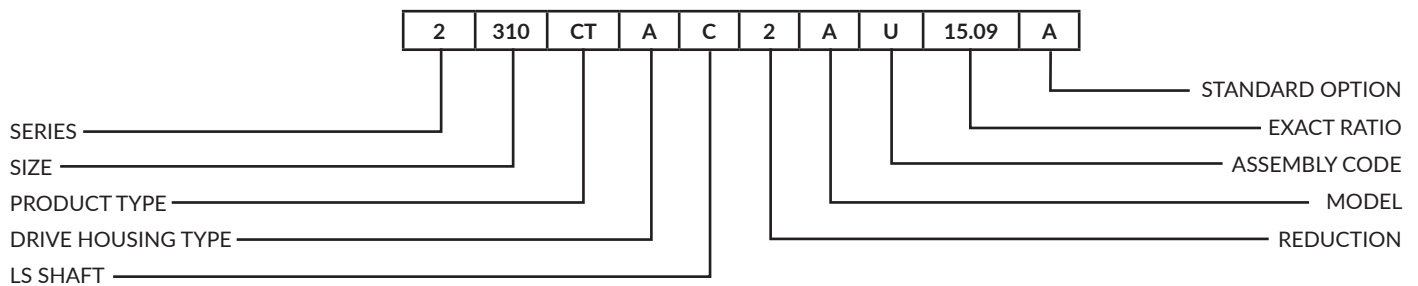 2 310 CT A C 2 A U 15.09 A
STANDARD OPTION
EXACT RATIO
SERIES
ASSEMBLY CODE
SIZE
MODEL
PRODUCT TYPE
REDUCTION
DRIVE HOUSING TYPE
LS SHAFT